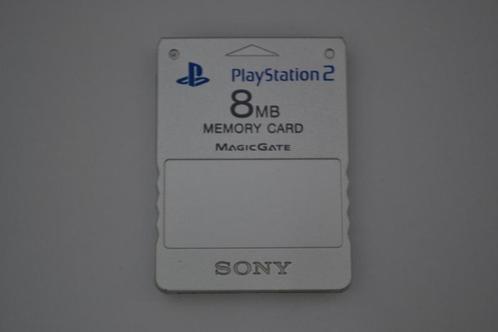 PlayStation 2
8MB
MEMORY CARD
MAGICGATE
SONY